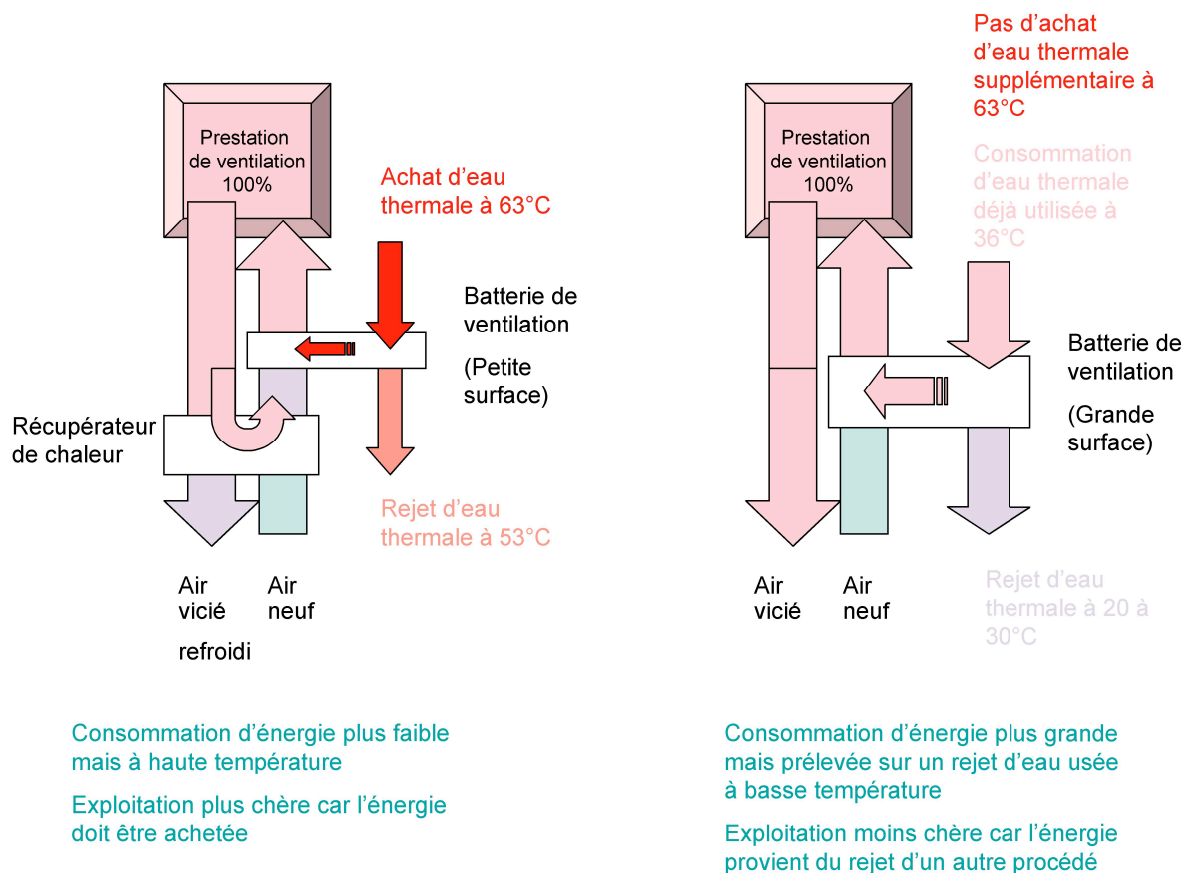 Prestation
de ventilation
100%
Achat d’eau
thermale à 63°C
Batterie de
ventilation
(Petite
surface)
Récupérateur
de chaleur
Rejet d’eau
thermale à 53°C
Air
vicié
refroidi
Air
neuf
Consommation d’énergie plus faible
mais à haute température
Exploitation plus chère car l’énergie
doit être achetée
Pas d’achat
d’eau thermale
supplémentaire à
63°C
Prestation
de ventilation
100%
Consommation
d’eau thermale
déjà utilisée à
36°C
Batterie de
ventilation
(Grande
surface)
Air
vicié
Air
neuf
Rejet d’eau
thermale à 20 à
30°C
Consommation d’énergie plus grande
mais prélevée sur un rejet d’eau usée
à basse température
Exploitation moins chère car l’énergie
provient du rejet d’un autre procédé